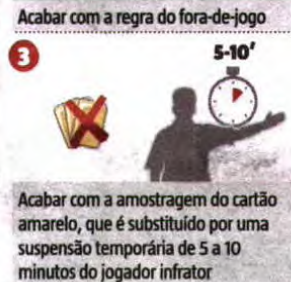 Acabar com a regra do fora-de-jogo
3
5-10'
Acabar com a amostragem do cartão
amarelo, que é substituído por uma
suspensão temporária de 5 a 10
minutos do jogador infrator